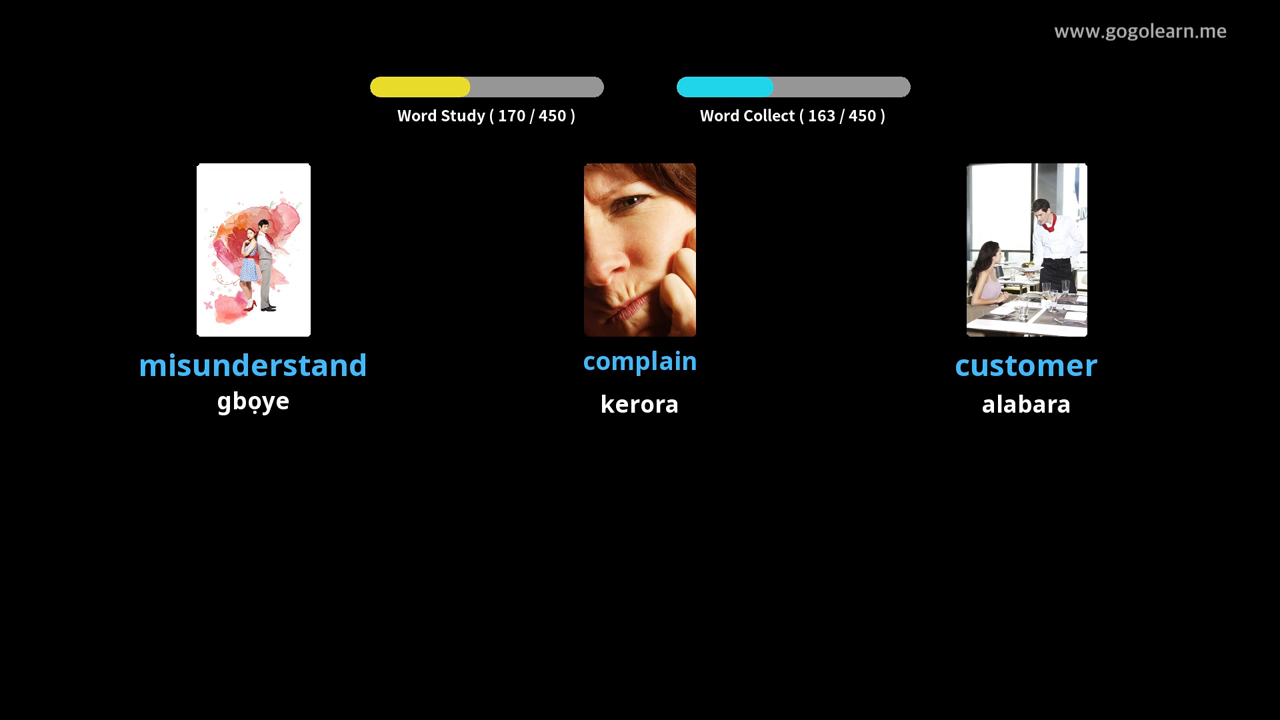 www.gogolearn.me
Word Study ( 170 / 450 )
Word Collect ( 163 / 450 )
misunderstand
gbọye
complain
kerora
customer
alabara